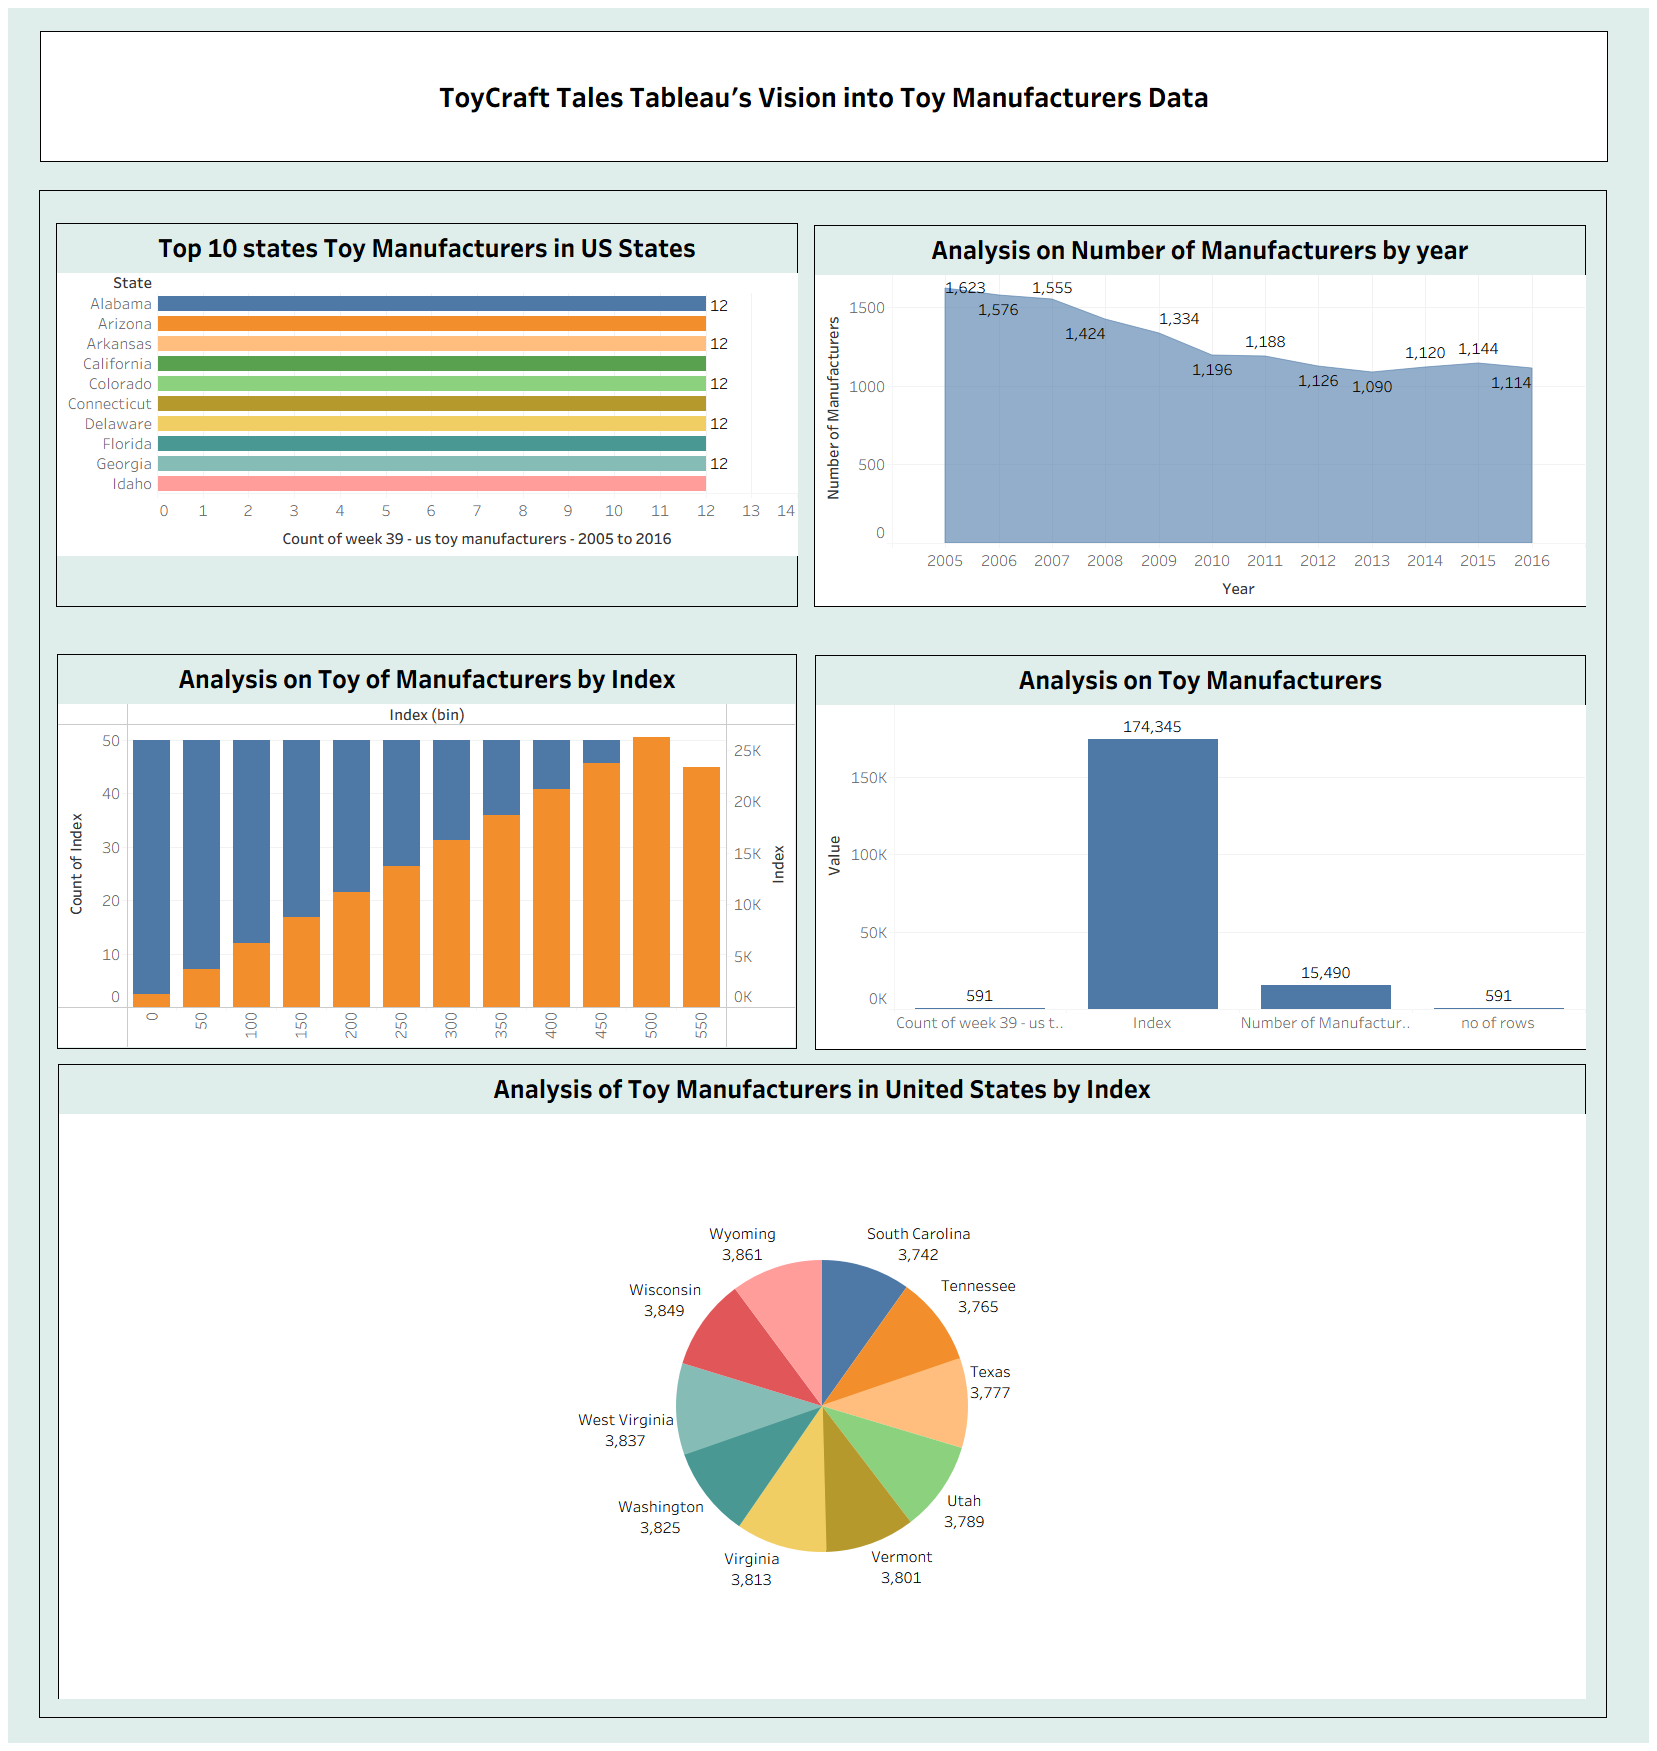 ToyCraft Tales Tableau's Vision into Toy Manufacturers Data
Top 10 states Toy Manufacturers in US States
State
Alabama 12
Arizona
Arkansas 12
California
Colorado 12
Connecticut
Delaware 12
Florida
Georgia 12
Idaho
0 1 2 3 4 5 6 7 8 9 10 11 12 13 14
Count of week 39 - us toy manufacturers - 2005 to 2016
Analysis on Number of Manufacturers by year
Number of Manufacturers
1500
1000
500
0
1,623
1,576
1,555
1,424
1,334
1,196
1,188
1,126
1,090
1,120
1,144
1,114
2005 2006 2007 2008 2009 2010 2011 2012 2013 2014 2015 2016
Year
Analysis on Toy of Manufacturers by Index
Index (bin)
Count of Index
50
40
30
20
10
0
25K
20K
15K
10K
5K
0K
Index
0 50 100 150 200 250 300 350 400 450 500 550
Analysis on Toy Manufacturers
Value
150K
100K
50K
0K
591
174,345
15,490
591
Count of week 39 - us t.. Index Number of Manufactur.. no of rows
Analysis of Toy Manufacturers in United States by Index
South Carolina
3,742
Tennessee
3,765
Texas
3,777
Utah
3,789
Vermont
3,801
Virginia
3,813
Washington
3,825
West Virginia
3,837
Wisconsin
3,849
Wyoming
3,861